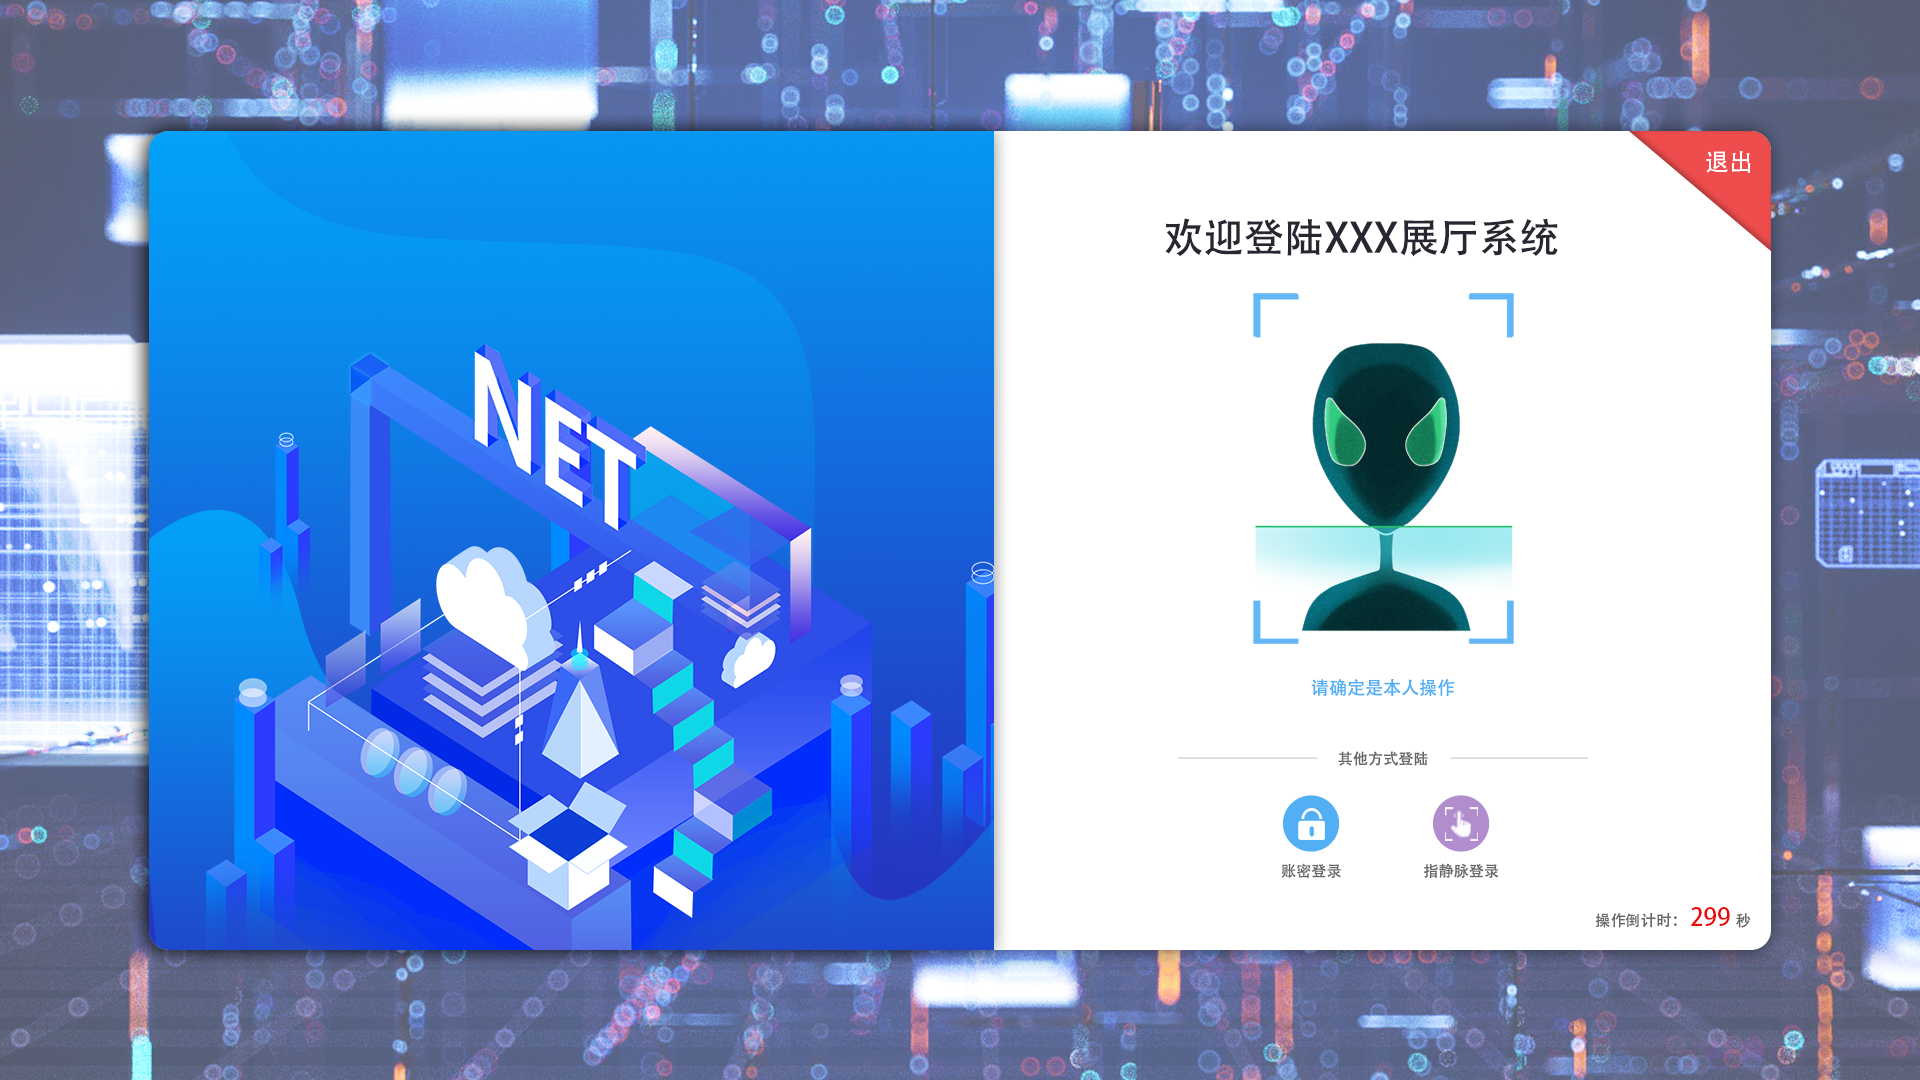 退出
欢迎登陆XXX展厅系统
NET
请确定是本人操作
其他方式登陆
账密登录
指静脉登录
操作倒计时： 299 秒